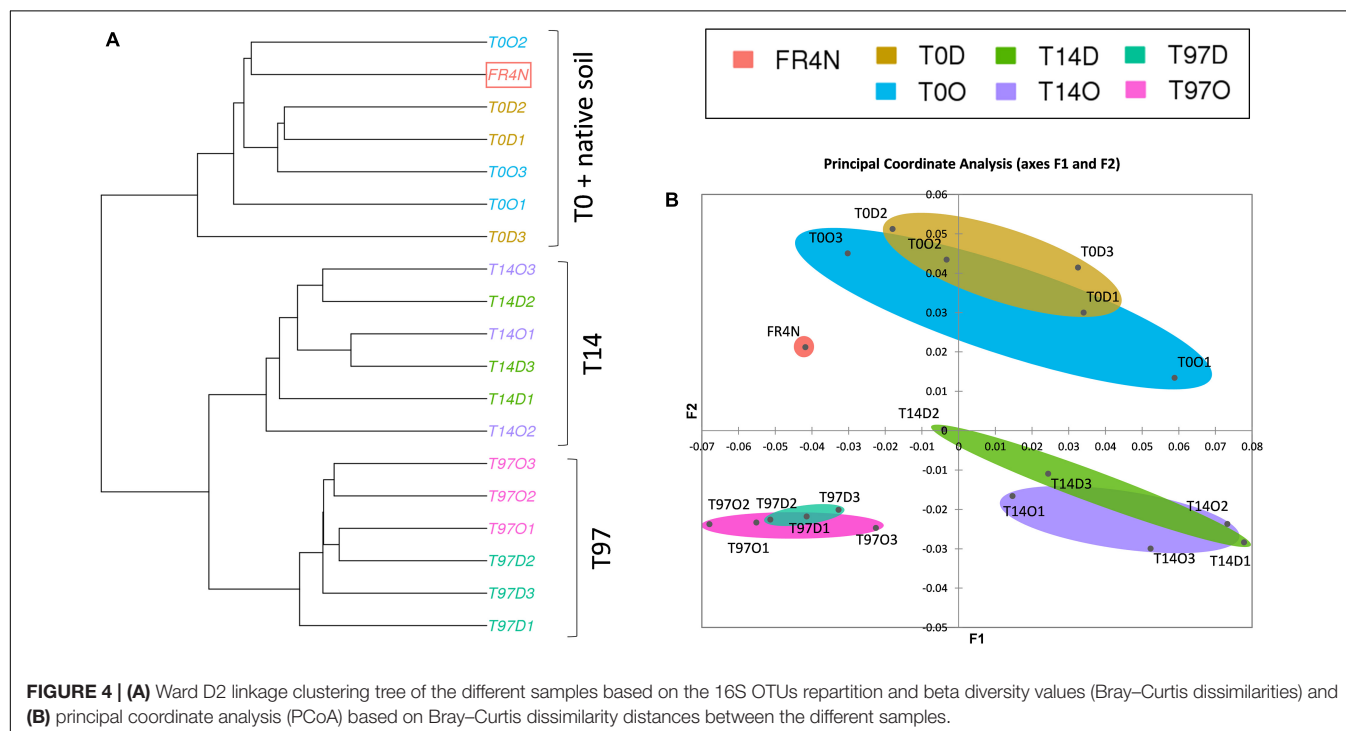 A
T0O2
FR4N
T0D2
T0D1
T0O3
T0O1
T0D3
T0 + native soil
T14O3
T14D2
T14O1
T14D3
T14D1
T14O2
T14
T97O3
T97O2
T97O1
T97D2
T97D3
T97D1
T97
FR4N
T0D
T14D
T97D
T0O
T14O
T97O
Principal Coordinate Analysis (axes F1 and F2)
B
0.06
0.05
0.04
0.03
0.02
0.01
0
-0.01
-0.02
-0.03
-0.04
-0.05
F2
-0.07 -0.06 -0.05 -0.04 -0.03 -0.02 -0.01 0 0.01 0.02 0.03 0.04 0.05 0.06 0.07 0.08
F1
T0D2
T0O3
T0O2
T0D3
T0D1
FR4N
T0O1
T14D2
T14D3
T14O1
T14O2
T14O3
T14D1
T97O2
T97D2
T97D3
T97D1
T97O1
T97O3
FIGURE 4 | (A) Ward D2 linkage clustering tree of the different samples based on the 16S OTUs repartition and beta diversity values (Bray–Curtis dissimilarities) and
(B) principal coordinate analysis (PCoA) based on Bray–Curtis dissimilarity distances between the different samples.